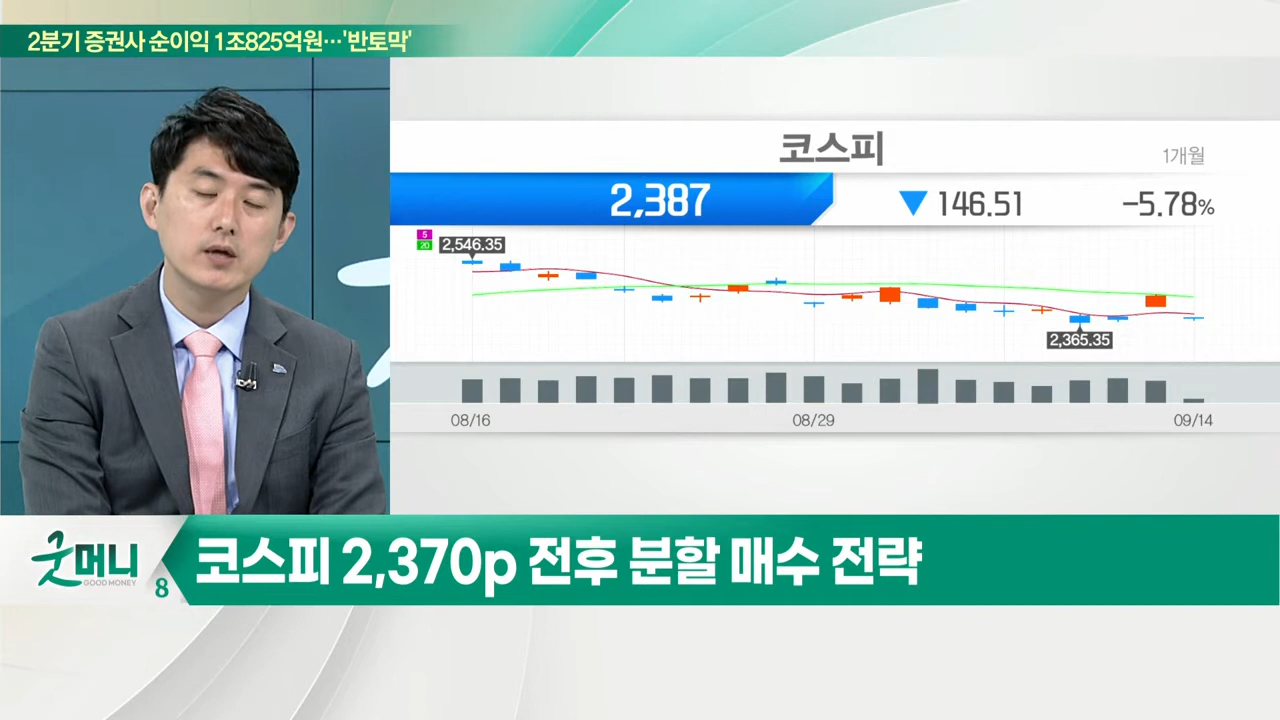 2분기 증권사 순이익 1조825억원…'반토막'
코스피
1개월
2,387 ▼ 146.51 -5.78%
5
20
2,546.35
2,365.35
08/16 08/29 09/14
굿머니
GOOD MONEY
8
코스피 2,370p 전후 분할 매수 전략